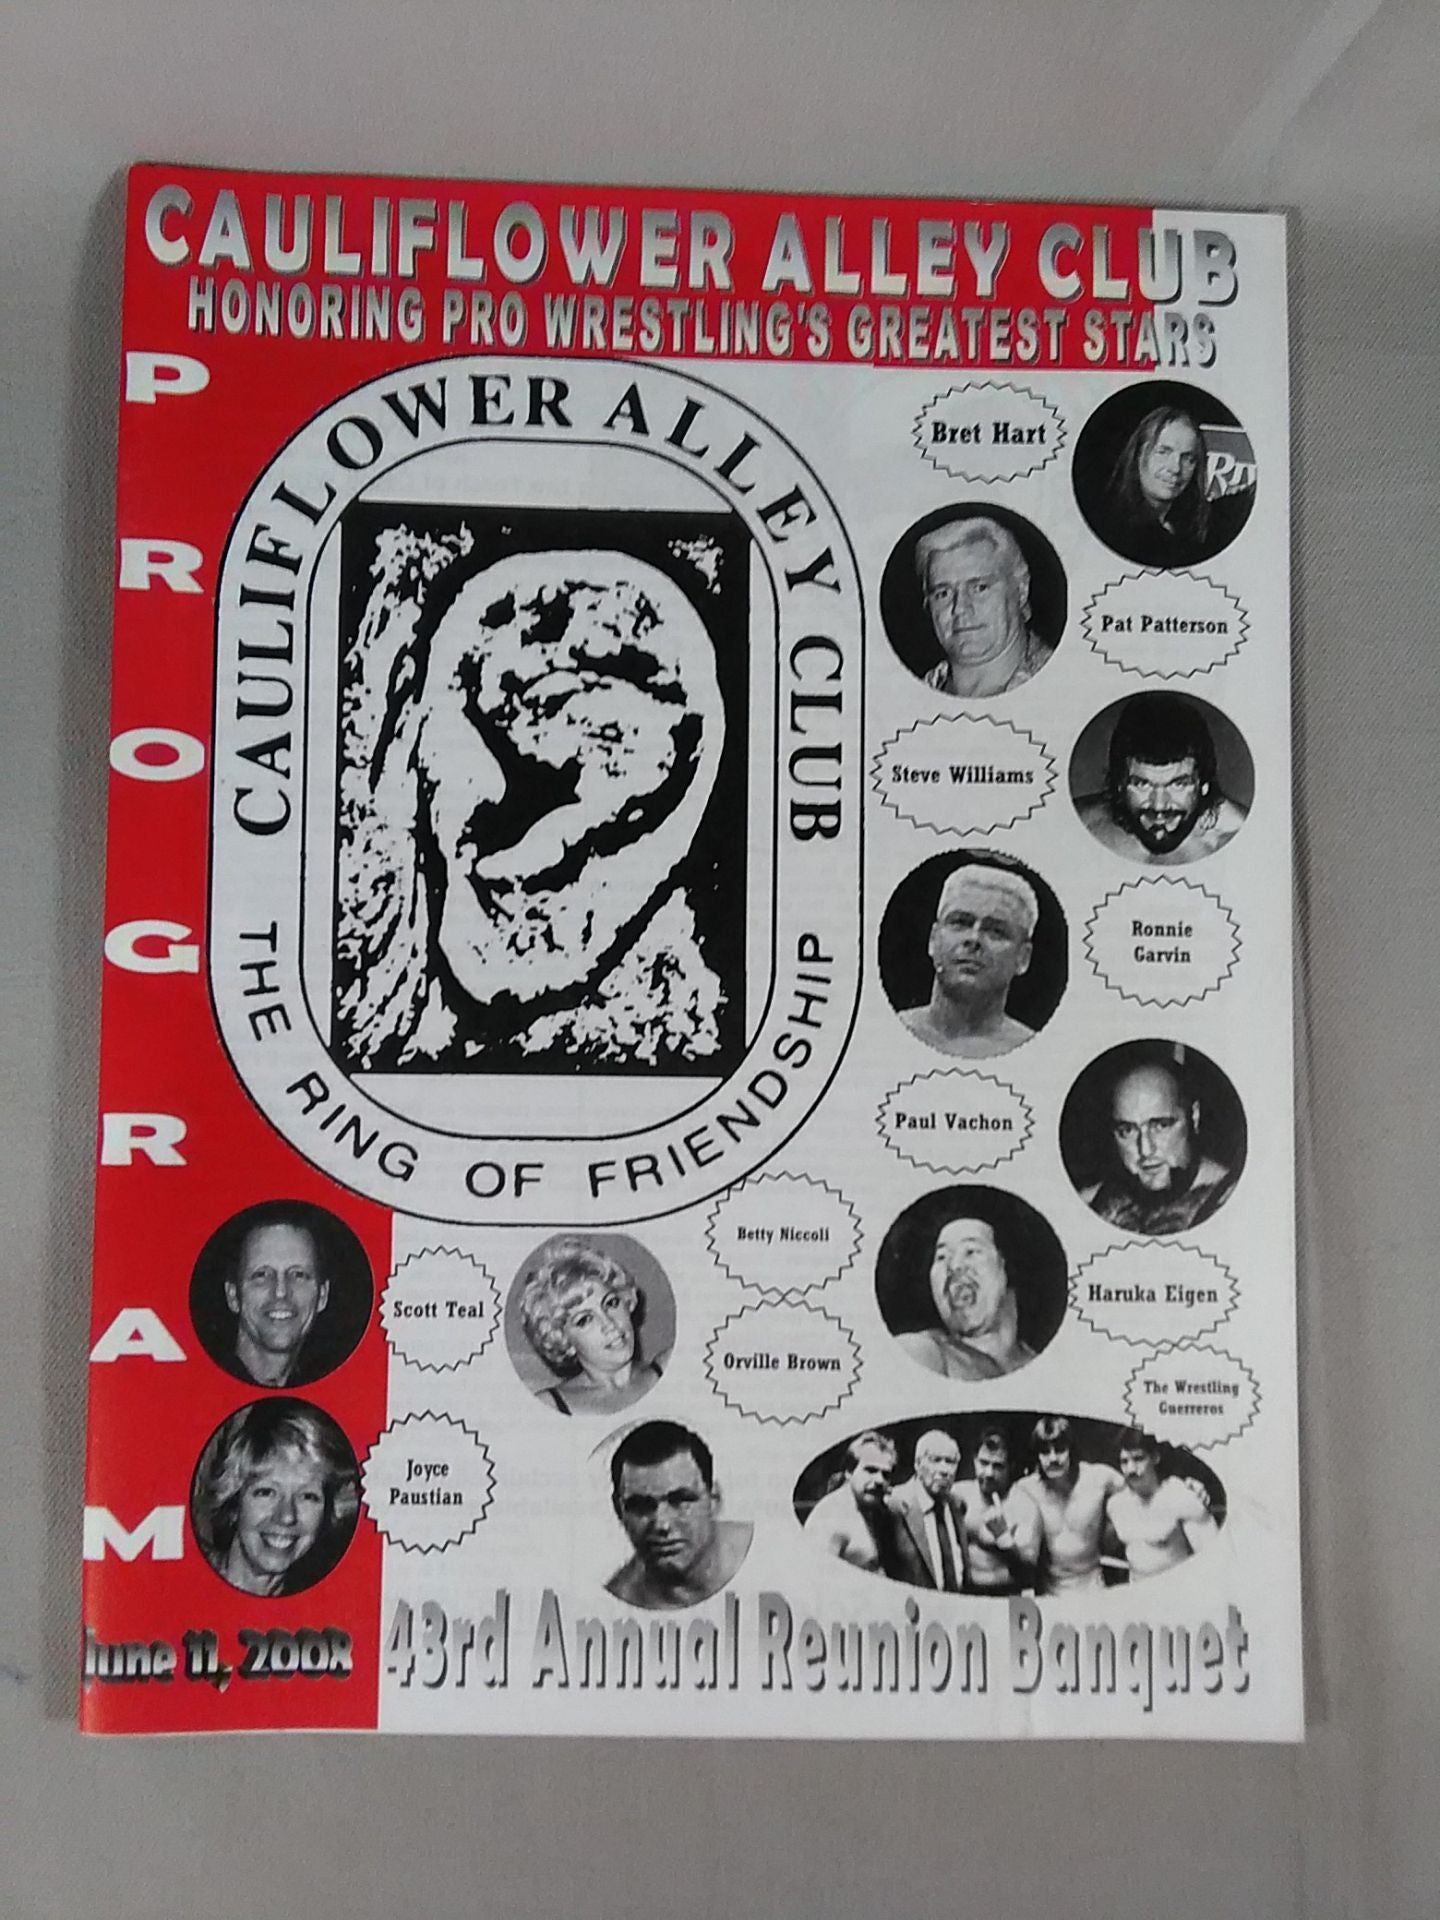 CAULIFLOWER ALLEY CLUB
HONORING PRO WRESTLING'S GREATEST STARS
PROGRAM
CAULIFLOWER ALLEY CLUB
THE RING OF FRIENDSHIP
Bret Hart
Pat Patterson
Steve Williams
Ronnie
Garvin
Paul Vachon
Betty Niccoli
Haruka Eigen
Scott Teal
Orville Brown
The Wrestling
Guerreros
Joyce
Paustian
June 11, 2008
43rd Annual Reunion Banquet